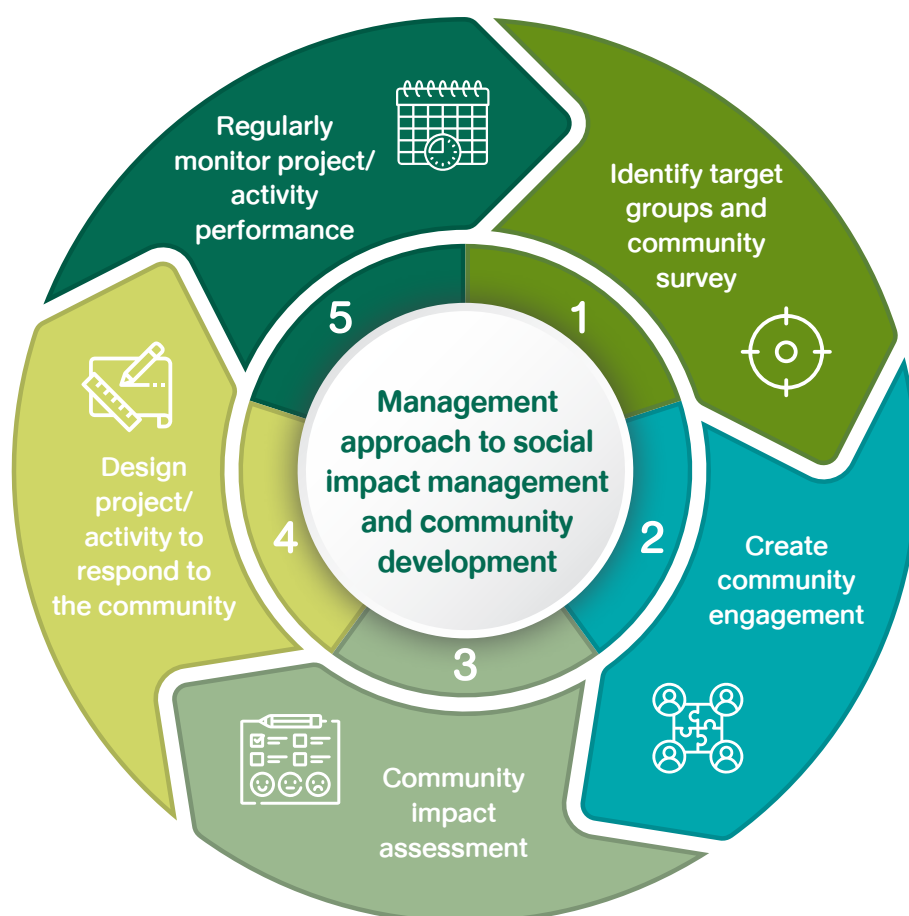 Management
approach to social
impact management
and community
development
1
Identify target
groups and
community
survey
2
Create
community
engagement
3
Community
impact
assessment
4
Design
project/
activity to
respond to
the community
5
Regularly
monitor project/
activity
performance